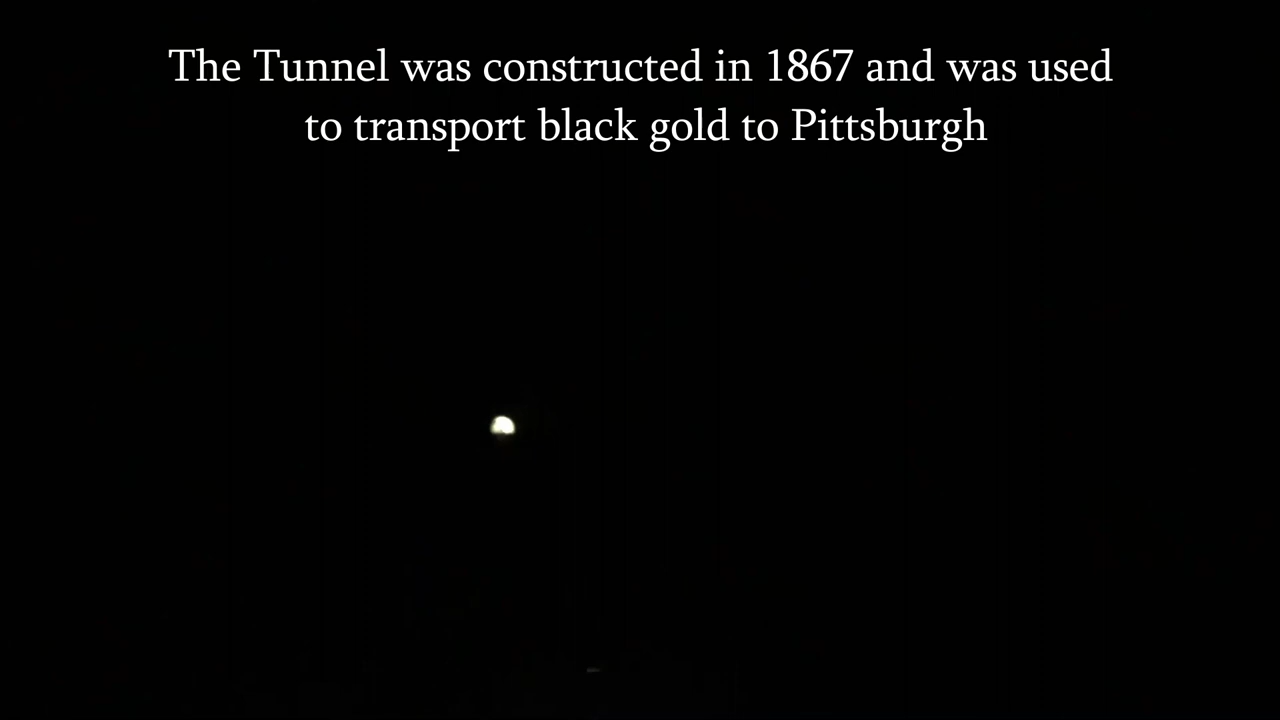 The Tunnel was constructed in 1867 and was used
to transport black gold to Pittsburgh